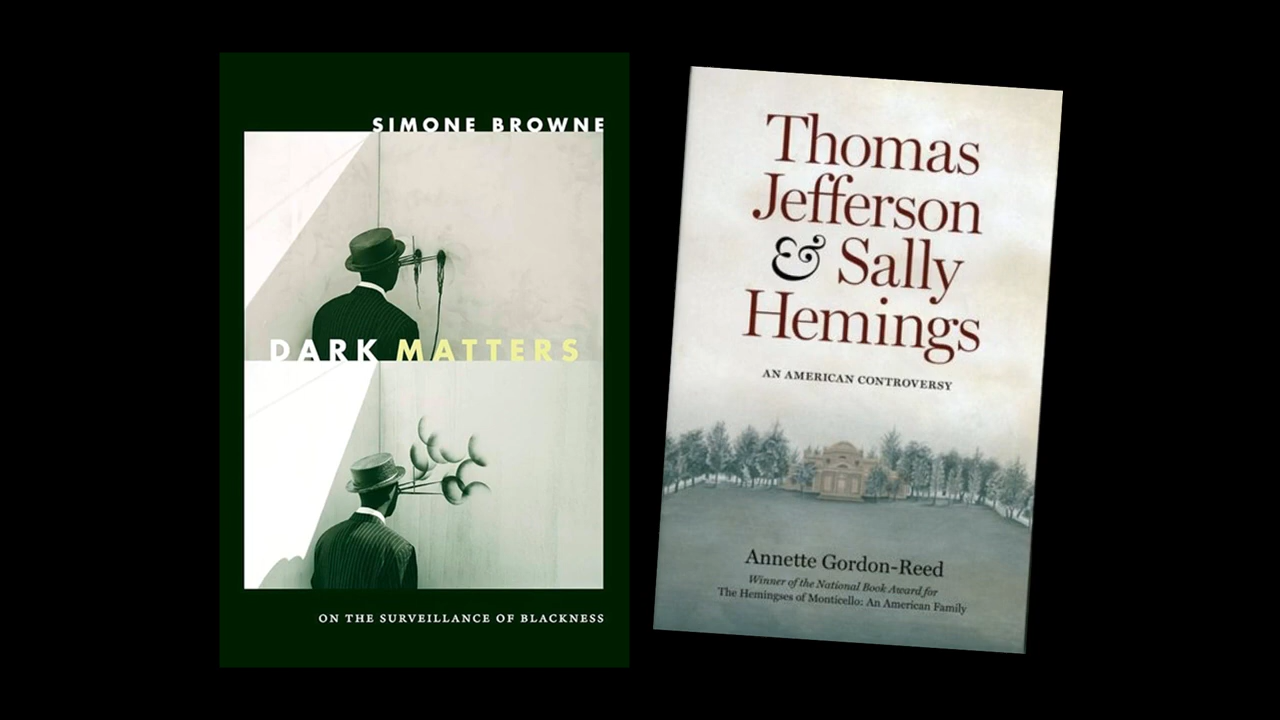 SIMONE BROWNE
DARK MATTERS
ON THE SURVEILLANCE OF BLACKNESS
Thomas
Jefferson
& Sally
Hemings
AN AMERICAN CONTROVERSY
Annette Gordon-Reed
Winner of the National Book Award for
The Hemingses of Monticello: An American Family